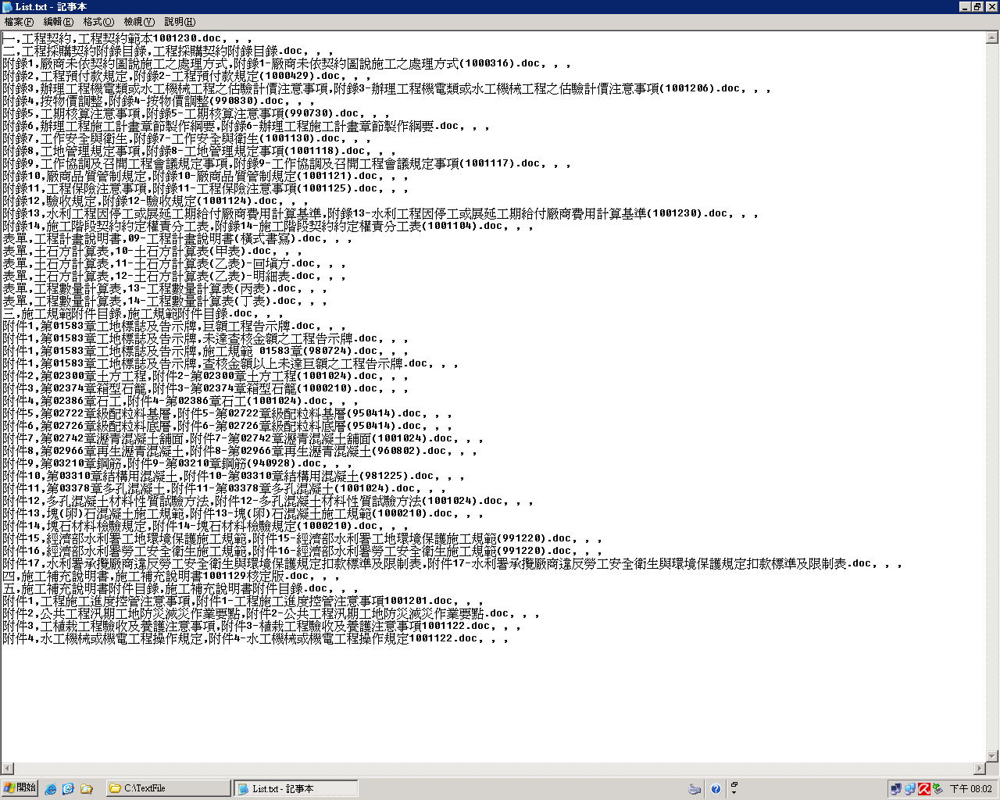 List.txt - 記事本
檔案(F) 編輯(E) 格式(O) 檢視(V) 說明(H)
一,工程契約,工程契約範本1001230.doc, , ,
二,工程採購契約附錄目錄,工程採購契約附錄目錄.doc, , ,
附錄1,廠商未依契約圖說施工之處理方式,附錄1-廠商未依契約圖說施工之處理方式(1000316).doc, , ,
附錄2,工程預付款規定,附錄2-工程預付款規定(1000429).doc, , ,
附錄3,辦理工程機電類或水工機械工程之估驗計價注意事項,附錄3-辦理工程機電類或水工機械工程之估驗計價注意事項(1001206).doc, , ,
附錄4,按物價調整,附錄4-按物價調整(990830).doc, , ,
附錄5,工期核算注意事項,附錄5-工期核算注意事項(990730).doc, , ,
附錄6,辦理工程施工計畫章節製作綱要,附錄6-辦理工程施工計畫章節製作綱要.doc, , ,
附錄7,工作安全與衛生,附錄7-工作安全與衛生(1001130).doc, , ,
附錄8,工地管理規定事項,附錄8-工地管理規定事項(1001118).doc, , ,
附錄9,工作協調及召開工程會議規定事項,附錄9-工作協調及召開工程會議規定事項(1001117).doc, , ,
附錄10,廠商品質管制規定,附錄10-廠商品質管制規定(1001121).doc, , ,
附錄11,工程保險注意事項,附錄11-工程保險注意事項(1001125).doc, , ,
附錄12,驗收規定,附錄12-驗收規定(1001124).doc, , ,
附錄13,水利工程因停工或展延工期給付廠商費用計算基準,附錄13-水利工程因停工或展延工期給付廠商費用計算基準(1001230).doc, , ,
附錄14,施工階段契約約定權責分工表,附錄14-施工階段契約約定權責分工表(1001104).doc, , ,
表單,工程計畫說明書,09-工程計畫說明書(橫式書寫).doc, , ,
表單,土石方計算表,10-土石方計算表(甲表).doc, , ,
表單,土石方計算表,11-土石方計算表(乙表)-回填方.doc, , ,
表單,土石方計算表,12-土石方計算表(乙表)-明細表.doc, , ,
表單,工程數量計算表,13-工程數量計算表(丙表).doc, , ,
表單,工程數量計算表,14-工程數量計算表(丁表).doc, , ,
三,施工規範附件目錄,施工規範附件目錄.doc, , ,
附件1,第01583章工地標誌及告示牌,巨額工程告示牌.doc, , ,
附件1,第01583章工地標誌及告示牌,未達查核金額之工程告示牌.doc, , ,
附件1,第01583章工地標誌及告示牌,施工規範 01583章(980724).doc, , ,
附件1,第01583章工地標誌及告示牌,查核金額以上未達巨額之工程告示牌.doc, , ,
附件2,第02300章土方工程,附件2-第02300章土方工程(1001024).doc, , ,
附件3,第02374章箱型石籠,附件3-第02374章箱型石籠(1000210).doc, , ,
附件4,第02386章石工,附件4-第02386章石工(1001024).doc, , ,
附件5,第02722章級配粒料基層,附件5-第02722章級配粒料基層(950414).doc, , ,
附件6,第02726章級配粒料底層,附件6-第02726章級配粒料底層(950414).doc, , ,
附件7,第02742章瀝青混凝土舖面,附件7-第02742章瀝青混凝土舖面(1001024).doc, , ,
附件8,第02966章再生瀝青混凝土,附件8-第02966章再生瀝青混凝土(960802).doc, , ,
附件9,第03210章鋼筋,附件9-第03210章鋼筋(940928).doc, , ,
附件10,第03310章結構用混凝土,附件10-第03310章結構用混凝土(981225).doc, , ,
附件11,第03378章多孔混凝土,附件11-第03378章多孔混凝土(1001024).doc, , ,
附件12,多孔混凝土材料性質試驗方法,附件12-多孔混凝土材料性質試驗方法(1001024).doc, , ,
附件13,塊(卵)石混凝土施工規範,附件13-塊(卵)石混凝土施工規範(1000210).doc, , ,
附件14,塊石材料檢驗規定,附件14-塊石材料檢驗規定(1000210).doc, , ,
附件15,經濟部水利署工地環境保護施工規範,附件15-經濟部水利署工地環境保護施工規範(991220).doc, , ,
附件16,經濟部水利署勞工安全衛生施工規範,附件16-經濟部水利署勞工安全衛生施工規範(991220).doc, , ,
附件17,水利署承攬廠商違反勞工安全衛生與環境保護規定扣款標準及限制表,附件17-水利署承攬廠商違反勞工安全衛生與環境保護規定扣款標準及限制表.doc, , ,
四,施工補充說明書,施工補充說明書1001129核定版.doc, , ,
五,施工補充說明書附件目錄,施工補充說明書附件目錄.doc, , ,
附件1,工程施工進度控管注意事項,附件1-工程施工進度控管注意事項1001201.doc, , ,
附件2,公共工程汛期工地防災減災作業要點,附件2-公共工程汛期工地防災減災作業要點.doc, , ,
附件3,工植栽工程驗收及養護注意事項,附件3-植栽工程驗收及養護注意事項1001122.doc, , ,
附件4,水工機械或機電工程操作規定,附件4-水工機械或機電工程操作規定1001122.doc, , ,
開始 C:\TextFile List.txt - 記事本 下午 08:02